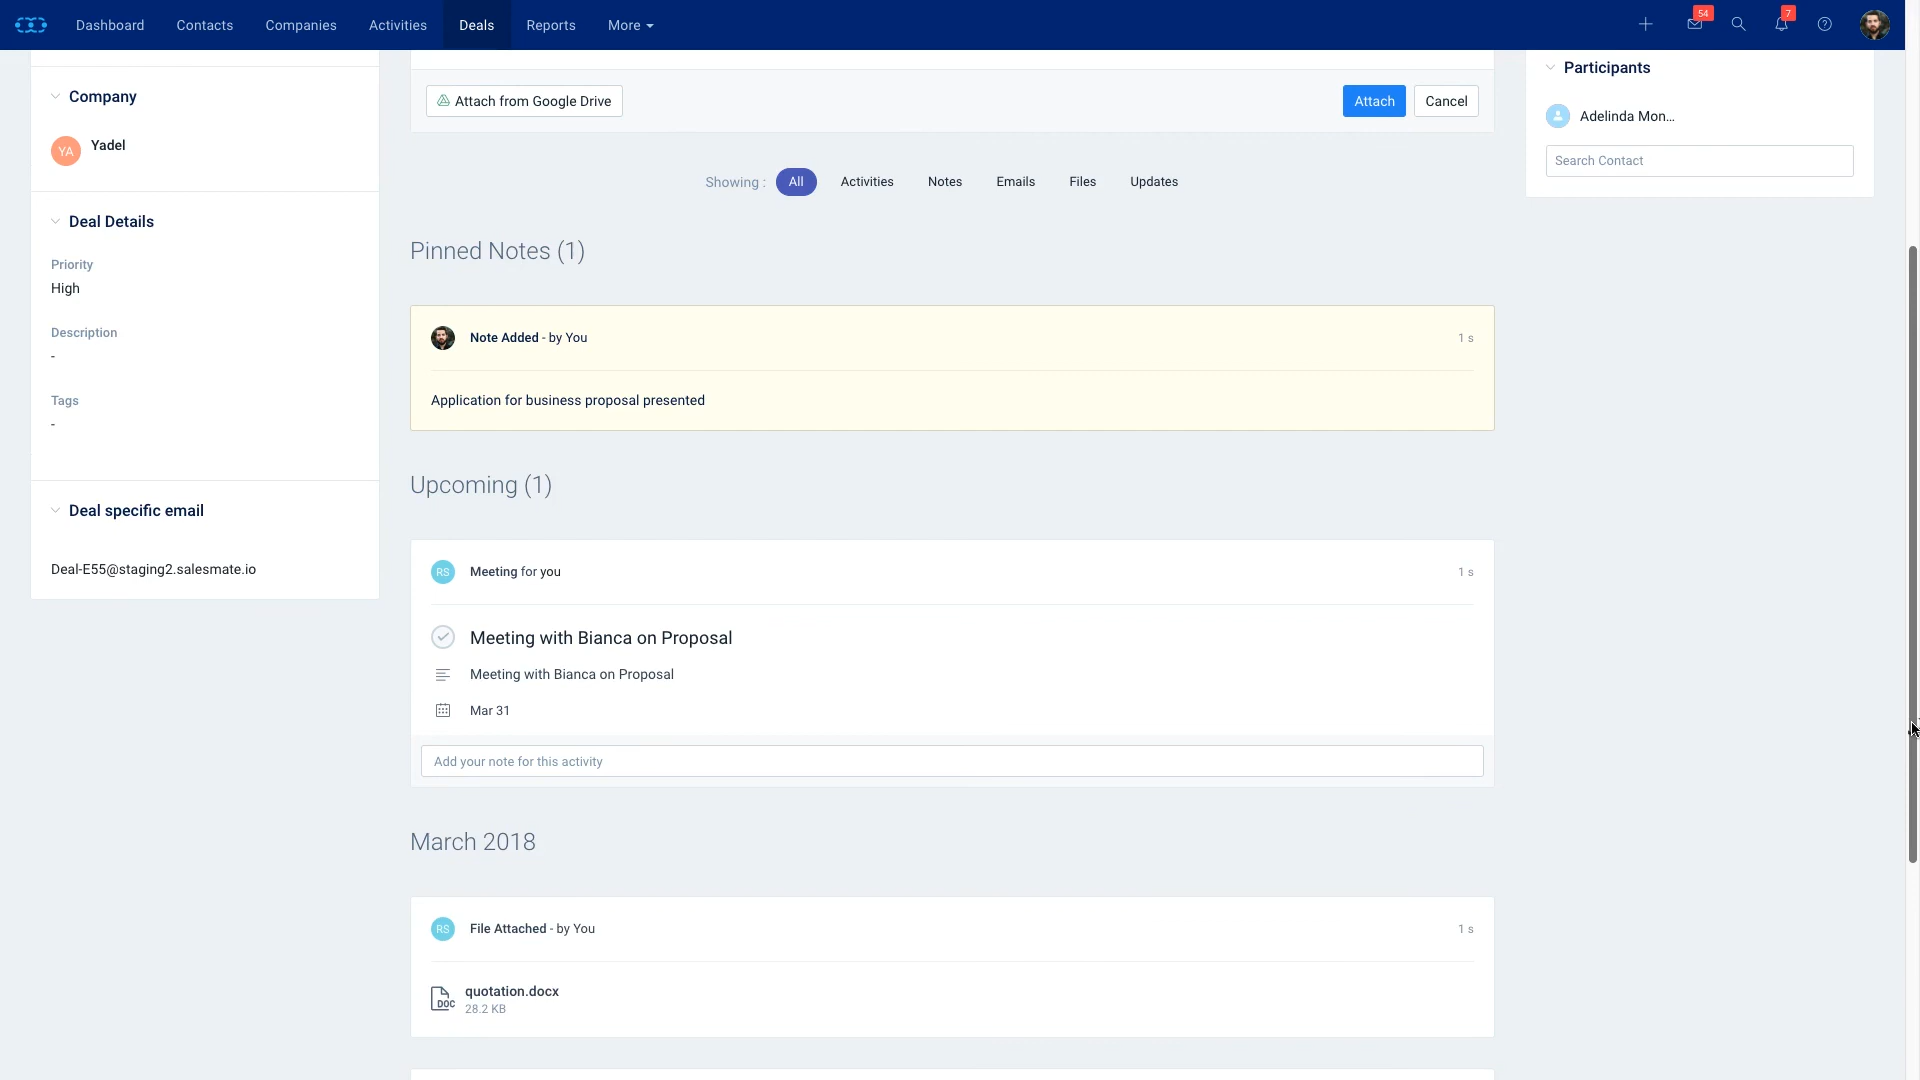 Dashboard
Contacts
Companies
Activities
Deals
Reports
More
54
7
Company
YA
Yadel
Deal Details
Priority
High
Description
-
Tags
-
Deal specific email
Deal-E55@staging2.salesmate.io
Attach from Google Drive
Attach
Cancel
Showing :
All
Activities
Notes
Emails
Files
Updates
Pinned Notes (1)
Note Added - by You
1 s
Application for business proposal presented
Upcoming (1)
RS
Meeting for you
1 s
Meeting with Bianca on Proposal
Meeting with Bianca on Proposal
Mar 31
Add your note for this activity
March 2018
RS
File Attached - by You
1 s
DOC
quotation.docx
28.2 KB
Participants
Adelinda Mon...
Search Contact